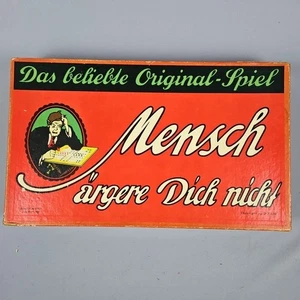 Das beliebte Original-Spiel
Mensch
ärgere Dich nicht